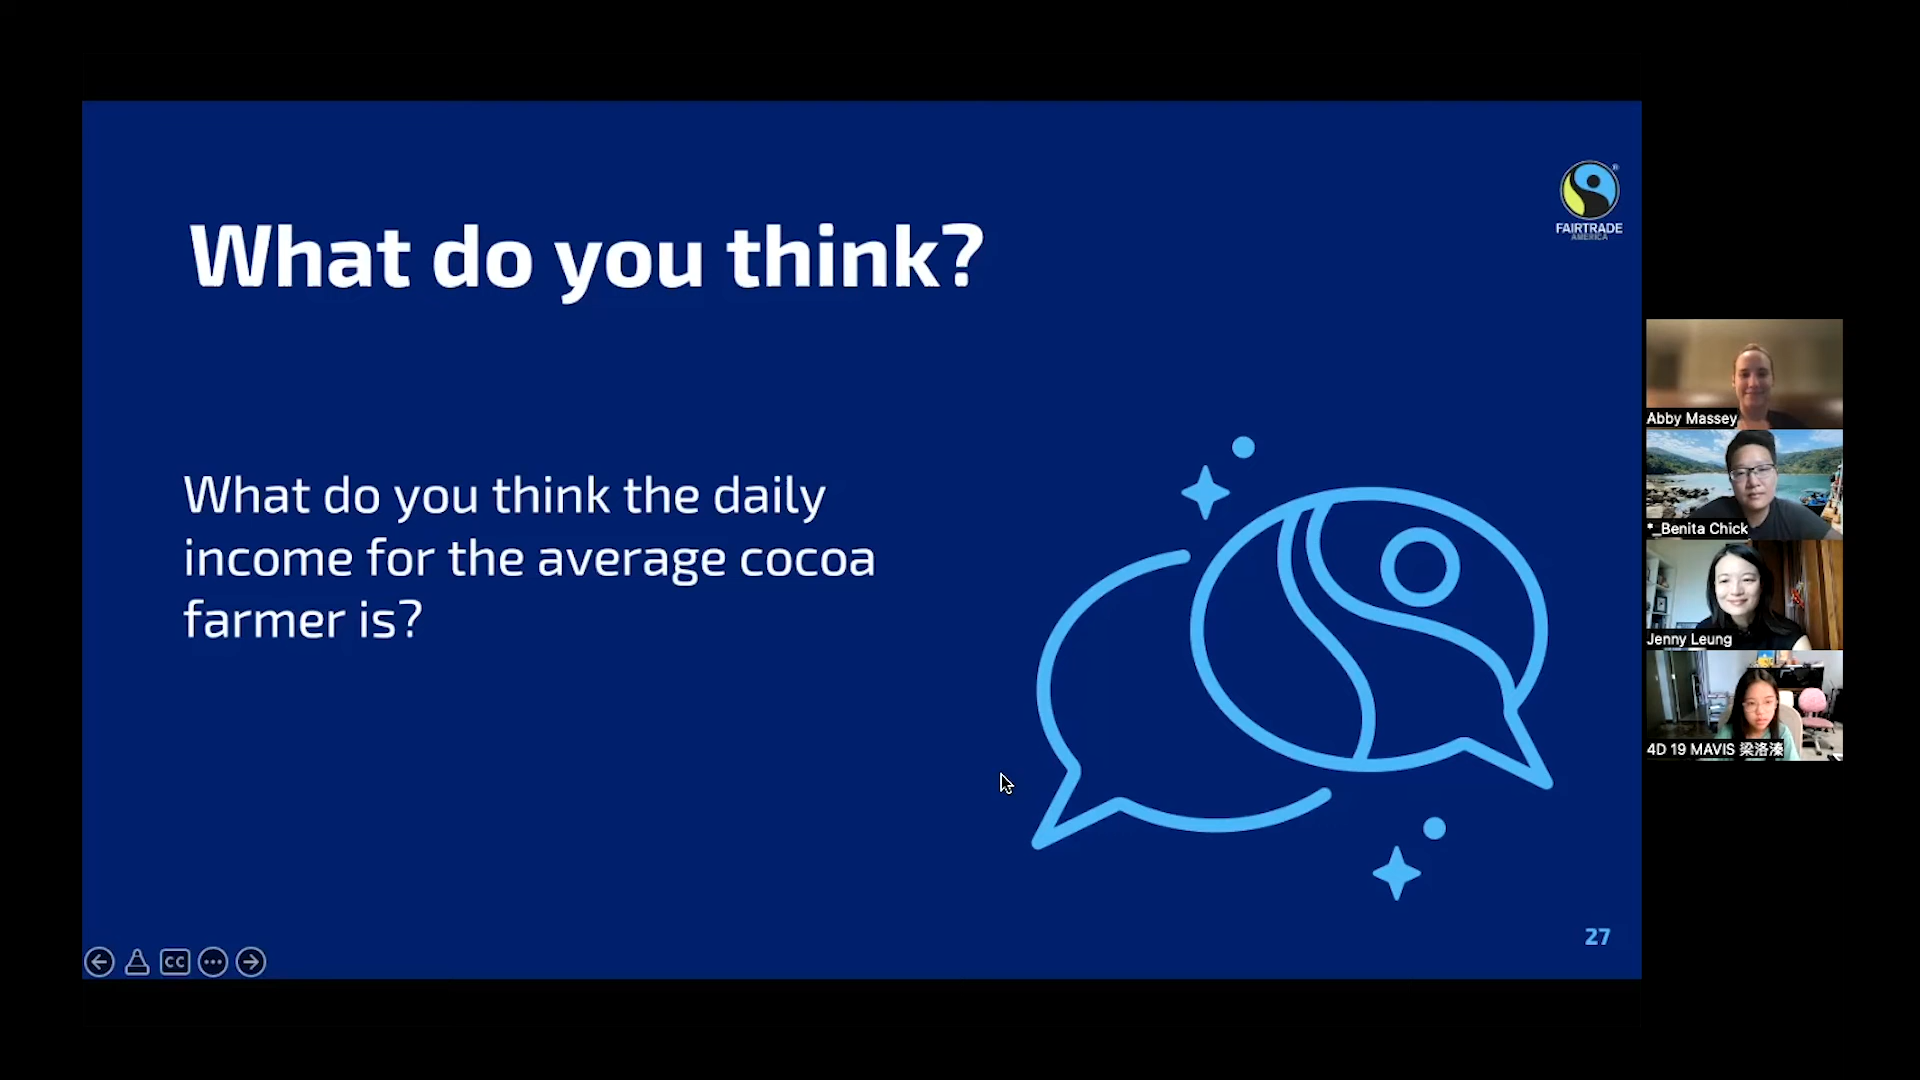 What do you think?
What do you think the daily
income for the average cocoa
farmer is?
FAIRTRADE
AMERICA
27
CC
Abby Massey
*_Benita Chick
Jenny Leung
4D 19 MAVIS 梁洛溱